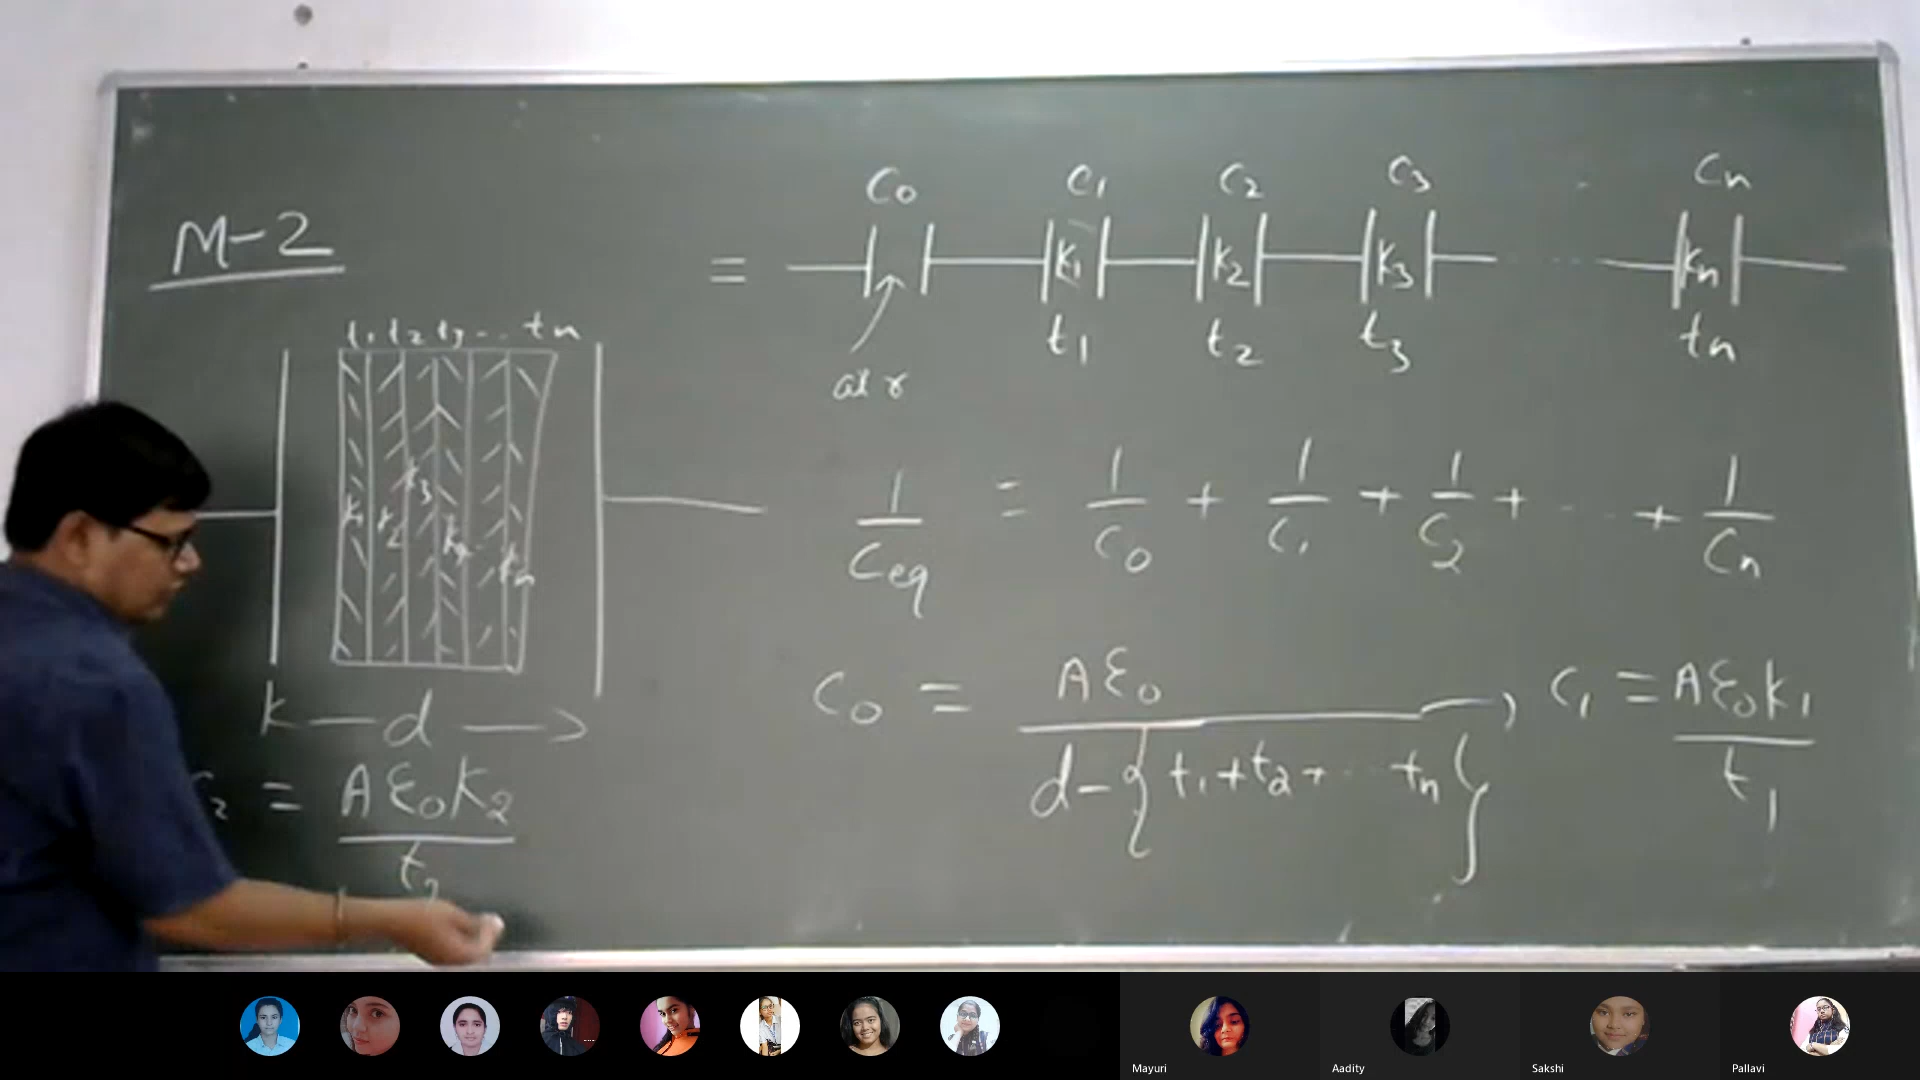 M-2
t1 t2 t3 .. tn
K1 K2 K3 K4 .. Kn
K— d —>
C2 = Aε0K2 / t2
C0 C1 C2 C3 . Cn
= K1 K2 K3 ..... Kn
t1 t2 t3 tn
air
1/Ceq = 1/C0 + 1/C1 + 1/C2 + ... + 1/Cn
C0 = Aε0 / d-{t1+t2+...tn} , C1 = Aε0K1 / t1
Mayuri Aadity Sakshi Pallavi